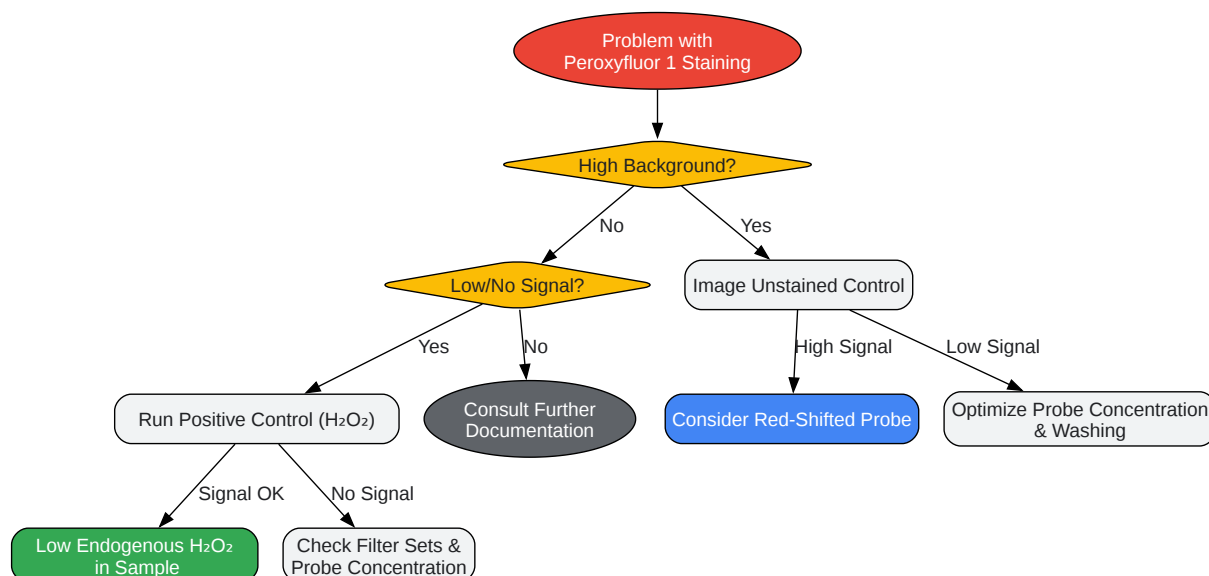 Problem with
Peroxyfluor 1 Staining
High Background?
No
Yes
Low/No Signal?
Image Unstained Control
Yes
No
High Signal
Low Signal
Run Positive Control (H₂O₂)
Consult Further
Documentation
Consider Red-Shifted Probe
Optimize Probe Concentration
& Washing
Signal OK
No Signal
Low Endogenous H₂O₂
in Sample
Check Filter Sets &
Probe Concentration